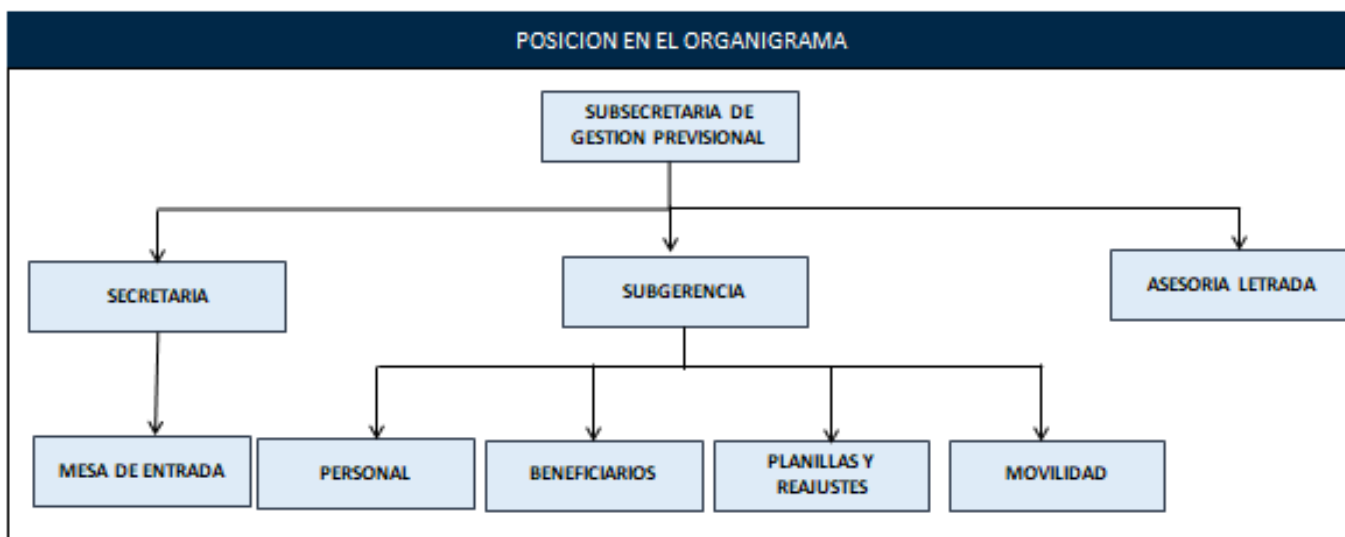 POSICION EN EL ORGANIGRAMA
SUBSECRETARIA DE
GESTION PREVISIONAL
SECRETARIA
SUBGERENCIA
ASESORIA LETRADA
MESA DE ENTRADA
PERSONAL
BENEFICIARIOS
PLANILLAS Y
REAJUSTES
MOVILIDAD